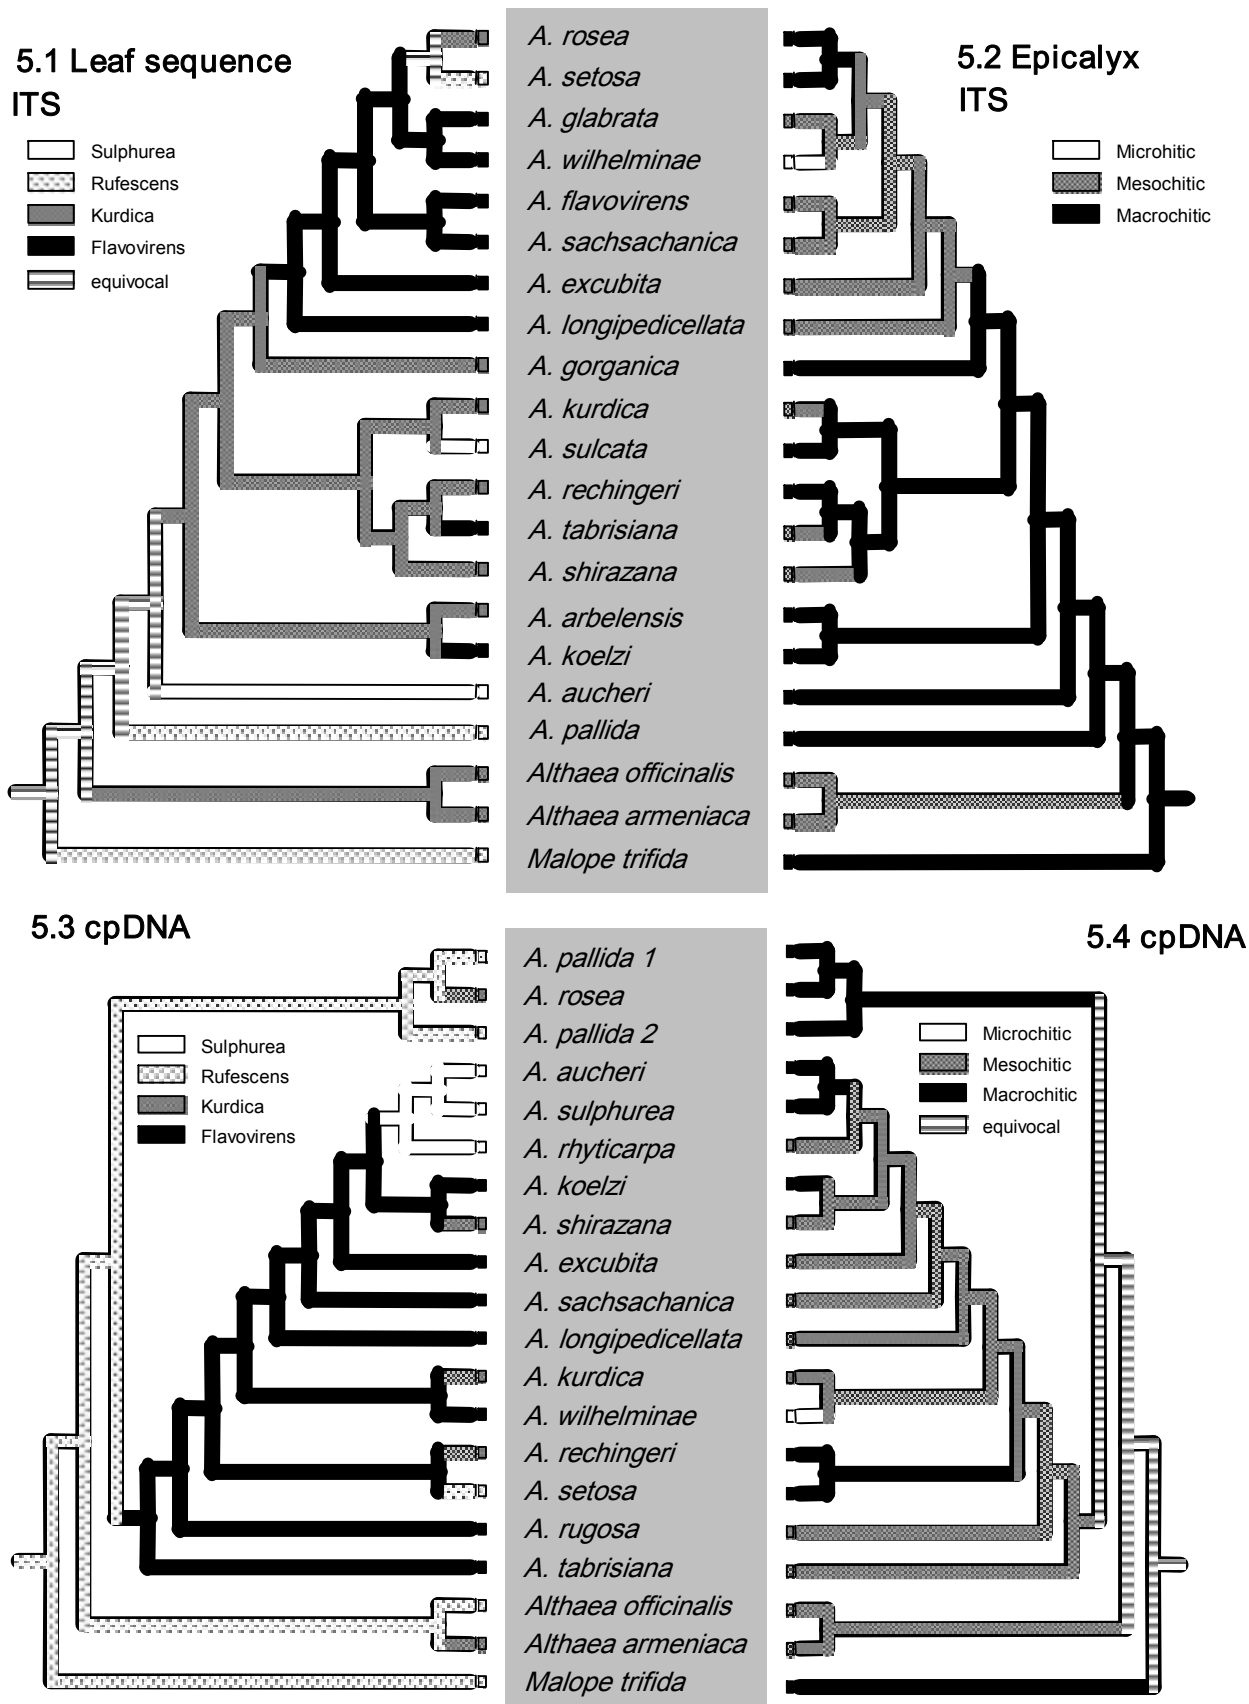 5.1 Leaf sequence
ITS
Sulphurea
Rufescens
Kurdica
Flavovirens
equivocal
A. rosea
A. setosa
A. glabrata
A. wilhelminae
A. flavovirens
A. sachsachanica
A. excubita
A. longipedicellata
A. gorganica
A. kurdica
A. sulcata
A. rechingeri
A. tabrisiana
A. shirazana
A. arbelensis
A. koelzi
A. aucheri
A. pallida
Althaea officinalis
Althaea armeniaca
Malope trifida
5.2 Epicalyx
ITS
Microhitic
Mesochitic
Macrochitic
5.3 cpDNA
Sulphurea
Rufescens
Kurdica
Flavovirens
A. pallida 1
A. rosea
A. pallida 2
A. aucheri
A. sulphurea
A. rhyticarpa
A. koelzi
A. shirazana
A. excubita
A. sachsachanica
A. longipedicellata
A. kurdica
A. wilhelminae
A. rechingeri
A. setosa
A. rugosa
A. tabrisiana
Althaea officinalis
Althaea armeniaca
Malope trifida
5.4 cpDNA
Microchitic
Mesochitic
Macrochitic
equivocal